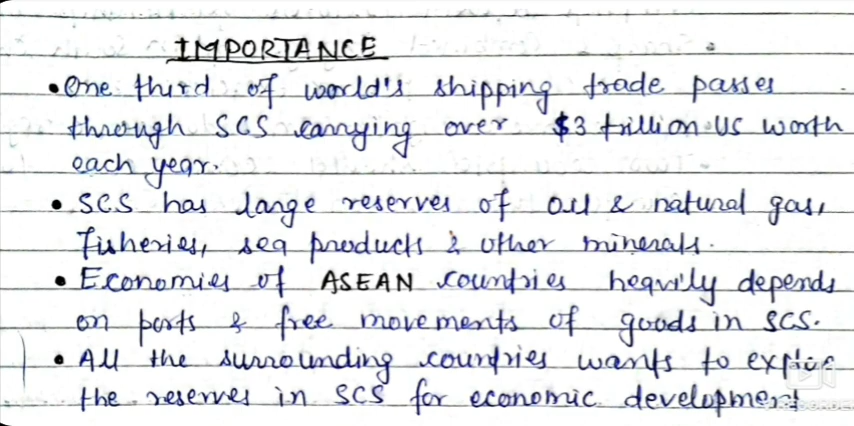 IMPORTANCE
• One third of world's shipping trade passes
through SCS carrying over $3 trillion US worth
each year.
• SCS has large reserves of oil & natural gas,
fisheries, sea products & other minerals.
• Economies of ASEAN countries heavily depends
on ports & free movements of goods in SCS.
• All the surrounding countries wants to
the reserves in SCS for economic development